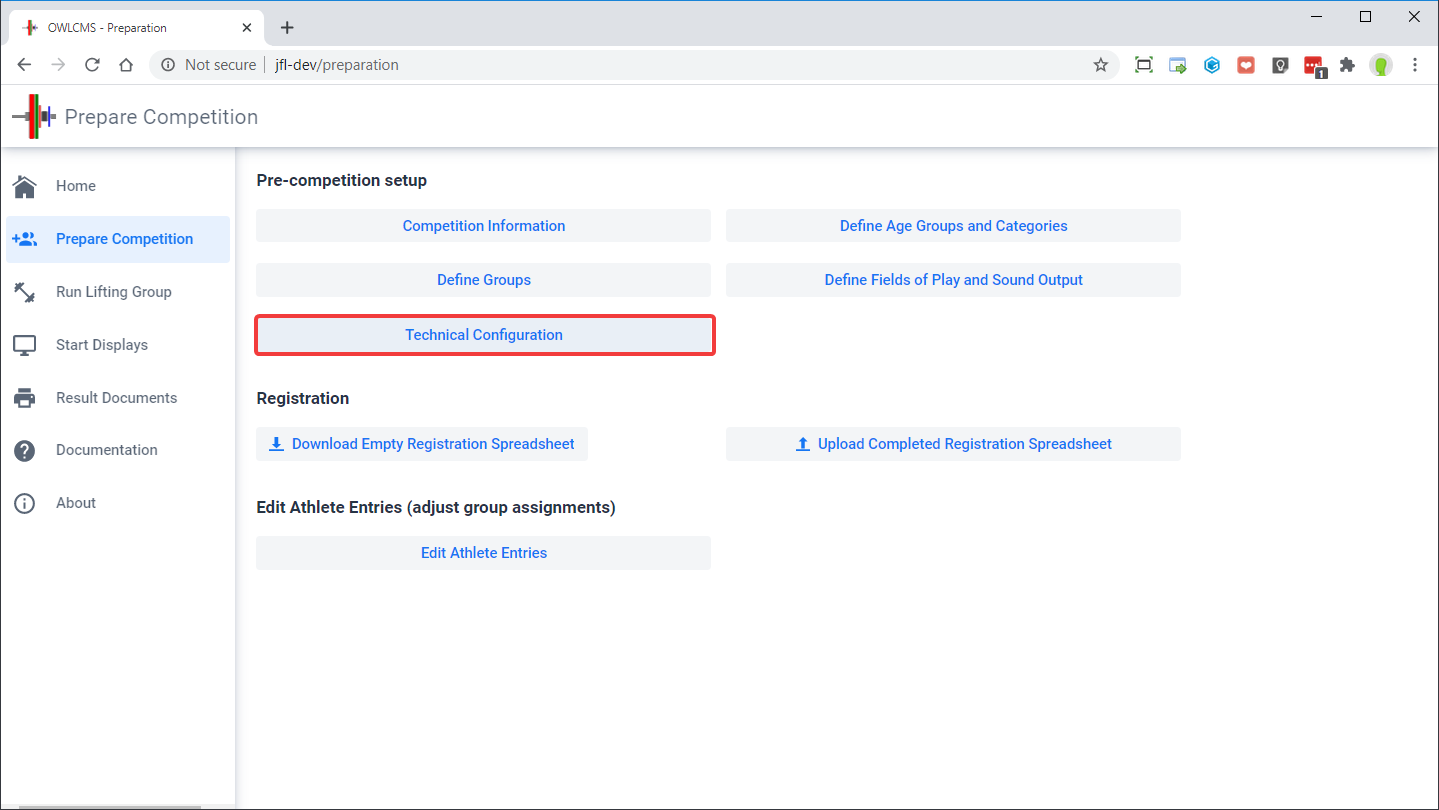 OWLCMS - Preparation
Not secure | jfl-dev/preparation
1
Prepare Competition
Home
Prepare Competition
Run Lifting Group
Start Displays
Result Documents
Documentation
About
Pre-competition setup
Competition Information
Define Age Groups and Categories
Define Groups
Define Fields of Play and Sound Output
Technical Configuration
Registration
Download Empty Registration Spreadsheet
Upload Completed Registration Spreadsheet
Edit Athlete Entries (adjust group assignments)
Edit Athlete Entries